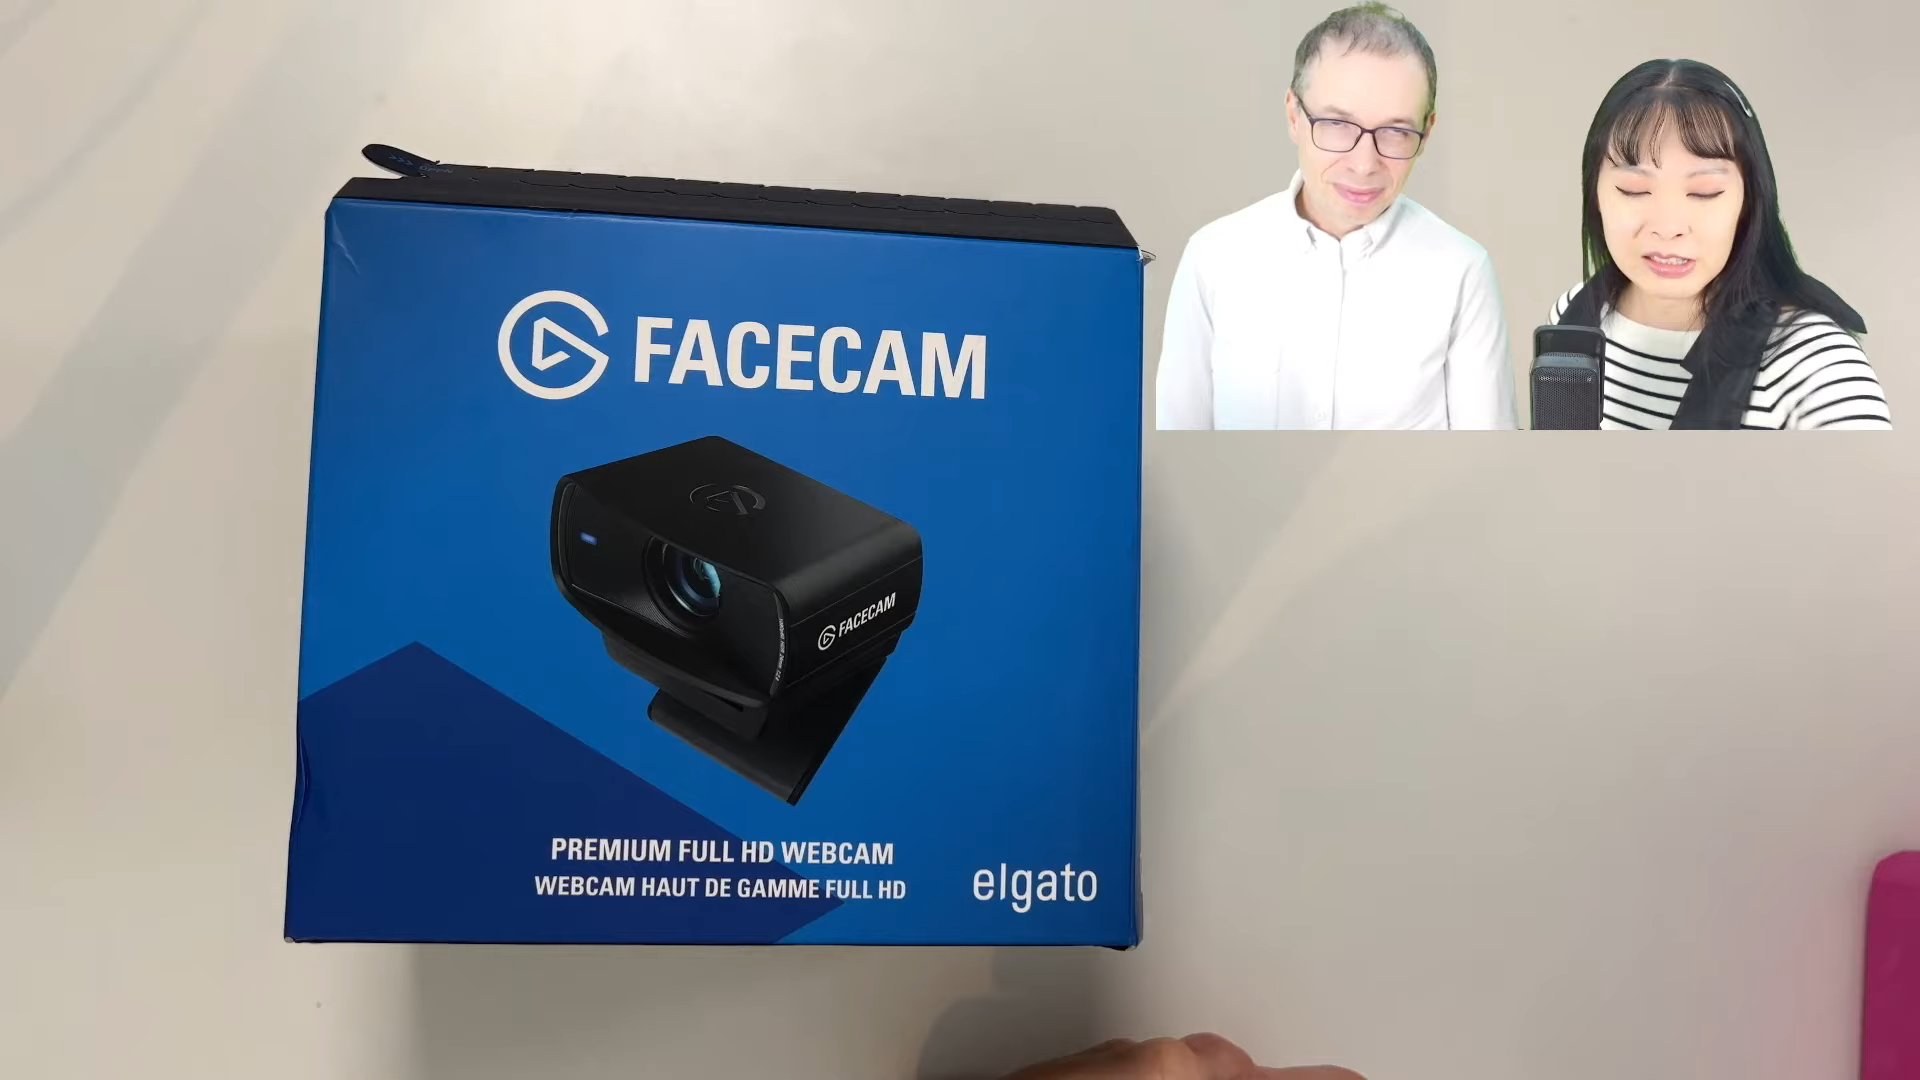 FACECAM
FACECAM
PREMIUM FULL HD WEBCAM
WEBCAM HAUT DE GAMME FULL HD
elgato